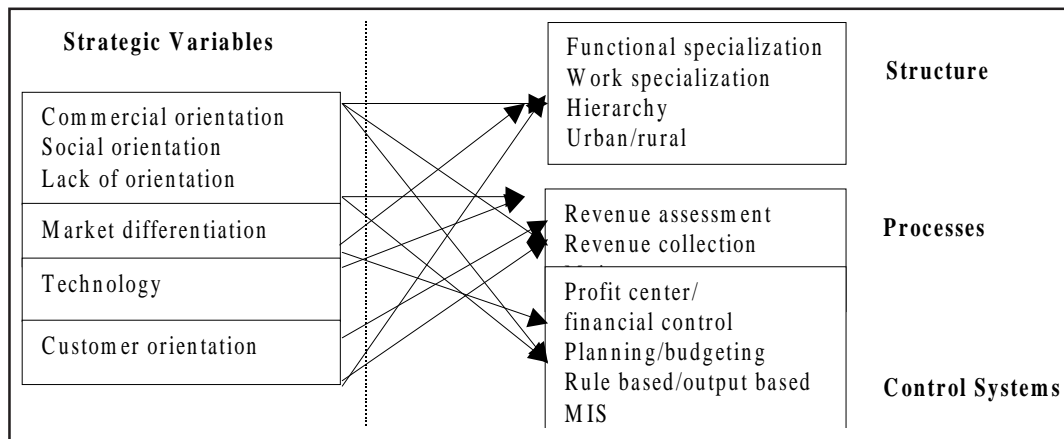 Strategic Variables
Commercial orientation
Social orientation
Lack of orientation
Market differentiation
Technology
Customer orientation
Functional specialization
Work specialization
Hierarchy
Urban/rural
Structure
Revenue assessment
Revenue collection
Processes
Profit center/
financial control
Planning/budgeting
Rule based/output based
MIS
Control Systems